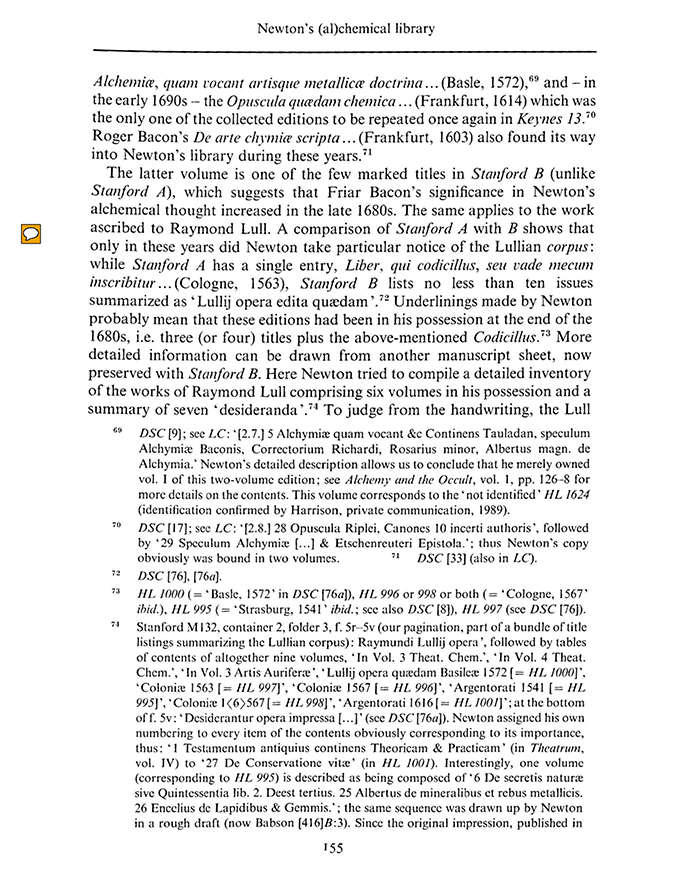 Newton's (al)chemical library
Alchemiæ, quam vocant artisque metallicæ doctrina... (Basle, 1572),⁶⁹ and – in
the early 1690s – the Opuscula quædam chemica ... (Frankfurt, 1614) which was
the only one of the collected editions to be repeated once again in Keynes 13.⁷⁰
Roger Bacon's De arte chymiæ scripta... (Frankfurt, 1603) also found its way
into Newton's library during these years.⁷¹
The latter volume is one of the few marked titles in Stanford B (unlike
Stanford A), which suggests that Friar Bacon's significance in Newton's
alchemical thought increased in the late 1680s. The same applies to the work
ascribed to Raymond Lull. A comparison of Stanford A with B shows that
only in these years did Newton take particular notice of the Lullian corpus:
while Stanford A has a single entry, Liber, qui codicillus, seu vade mecum
inscribitur... (Cologne, 1563), Stanford B lists no less than ten issues
summarized as 'Lullij opera edita quædam'.⁷² Underlinings made by Newton
probably mean that these editions had been in his possession at the end of the
1680s, i.e. three (or four) titles plus the above-mentioned Codicillus.⁷³ More
detailed information can be drawn from another manuscript sheet, now
preserved with Stanford B. Here Newton tried to compile a detailed inventory
of the works of Raymond Lull comprising six volumes in his possession and a
summary of seven 'desideranda'.⁷⁴ To judge from the handwriting, the Lull
⁶⁹ DSC [9]; see LC: '[2.7.] 5 Alchymiæ quam vocant &c Continens Tauladan, speculum
Alchymiæ Baconis, Correctorium Richardi, Rosarius minor, Albertus magn. de
Alchymia.' Newton's detailed description allows us to conclude that he merely owned
vol. I of this two-volume edition; see Alchemy and the Occult, vol. 1, pp. 126–8 for
more details on the contents. This volume corresponds to the 'not identified' HL 1624
(identification confirmed by Harrison, private communication, 1989).
⁷⁰ DSC [17]; see LC: '[2.8.] 28 Opuscula Riplei, Canones 10 incerti authoris', followed
by '29 Speculum Alchymiæ [...] & Etschenreuteri Epistola.'; thus Newton's copy
obviously was bound in two volumes. ⁷¹ DSC [33] (also in LC).
⁷² DSC [76], [76a].
⁷³ HL 1000 (= 'Basle, 1572' in DSC [76a]), HL 996 or 998 or both (= 'Cologne, 1567'
ibid.), HL 995 (= 'Strasburg, 1541' ibid.; see also DSC [8]), HL 997 (see DSC [76]).
⁷⁴ Stanford M132, container 2, folder 3, f. 5r–5v (our pagination, part of a bundle of title
listings summarizing the Lullian corpus): Raymundi Lullij opera', followed by tables
of contents of altogether nine volumes, 'In Vol. 3 Theat. Chem.', 'In Vol. 4 Theat.
Chem.', 'In Vol. 3 Artis Auriferæ', 'Lullij opera quædam Basileæ 1572 [= HL 1000]',
'Coloniæ 1563 [= HL 997]', 'Coloniæ 1567 [= HL 996]', 'Argentorati 1541 [= HL
995]', 'Coloniæ 1⟨6⟩567 [= HL 998]', 'Argentorati 1616 [= HL 1001]'; at the bottom
of f. 5v: 'Desiderantur opera impressa [...]' (see DSC [76a]). Newton assigned his own
numbering to every item of the contents obviously corresponding to its importance,
thus: '1 Testamentum antiquius continens Theoricam & Practicam' (in Theatrum,
vol. IV) to '27 De Conservatione vitæ' (in HL 1001). Interestingly, one volume
(corresponding to HL 995) is described as being composed of '6 De secretis naturæ
sive Quintessentia lib. 2. Deest tertius. 25 Albertus de mineralibus et rebus metallicis.
26 Encelius de Lapidibus & Gemmis.'; the same sequence was drawn up by Newton
in a rough draft (now Babson [416]B:3). Since the original impression, published in
155